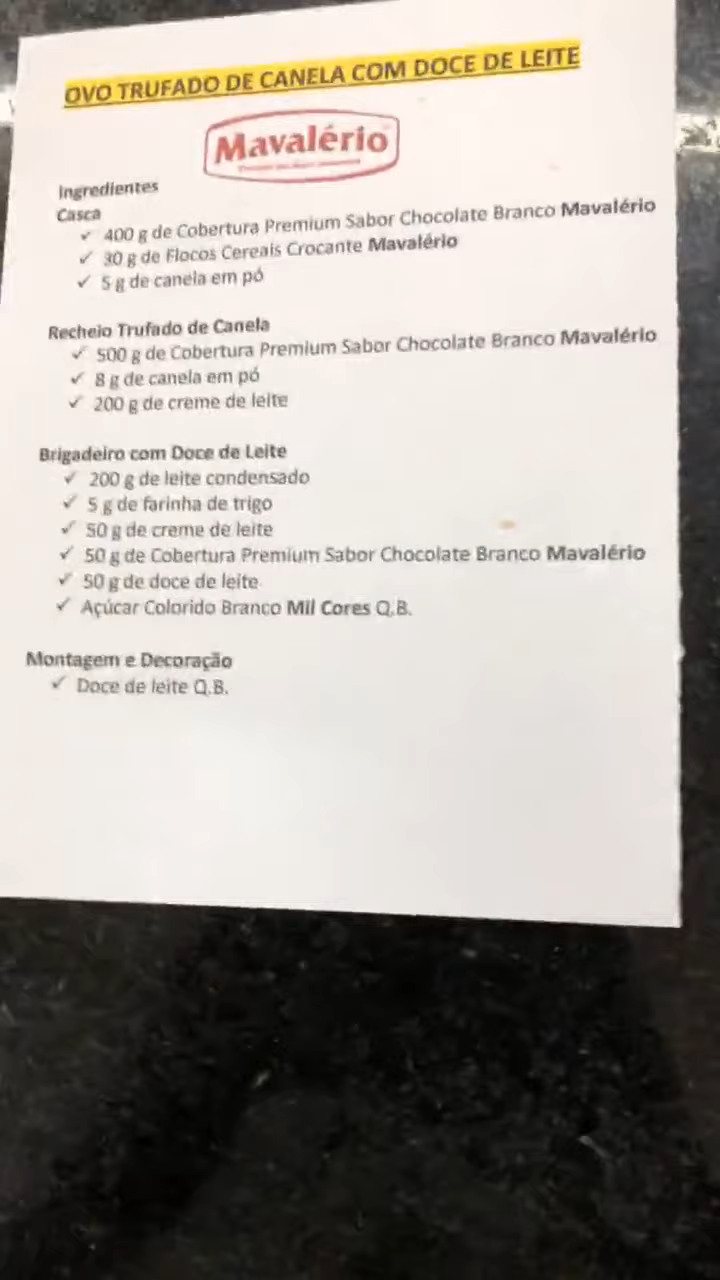 OVO TRUFADO DE CANELA COM DOCE DE LEITE
Mavalério
Ingredientes
Casca
✓ 400 g de Cobertura Premium Sabor Chocolate Branco Mavalério
✓ 30 g de Flocos Cereais Crocante Mavalério
✓ 5 g de canela em pó
Recheio Trufado de Canela
✓ 500 g de Cobertura Premium Sabor Chocolate Branco Mavalério
✓ 8 g de canela em pó
✓ 200 g de creme de leite
Brigadeiro com Doce de Leite
✓ 200 g de leite condensado
✓ 5 g de farinha de trigo
✓ 50 g de creme de leite
✓ 50 g de Cobertura Premium Sabor Chocolate Branco Mavalério
✓ 50 g de doce de leite
✓ Açúcar Colorido Branco Mil Cores Q.B.
Montagem e Decoração
✓ Doce de leite Q.B.